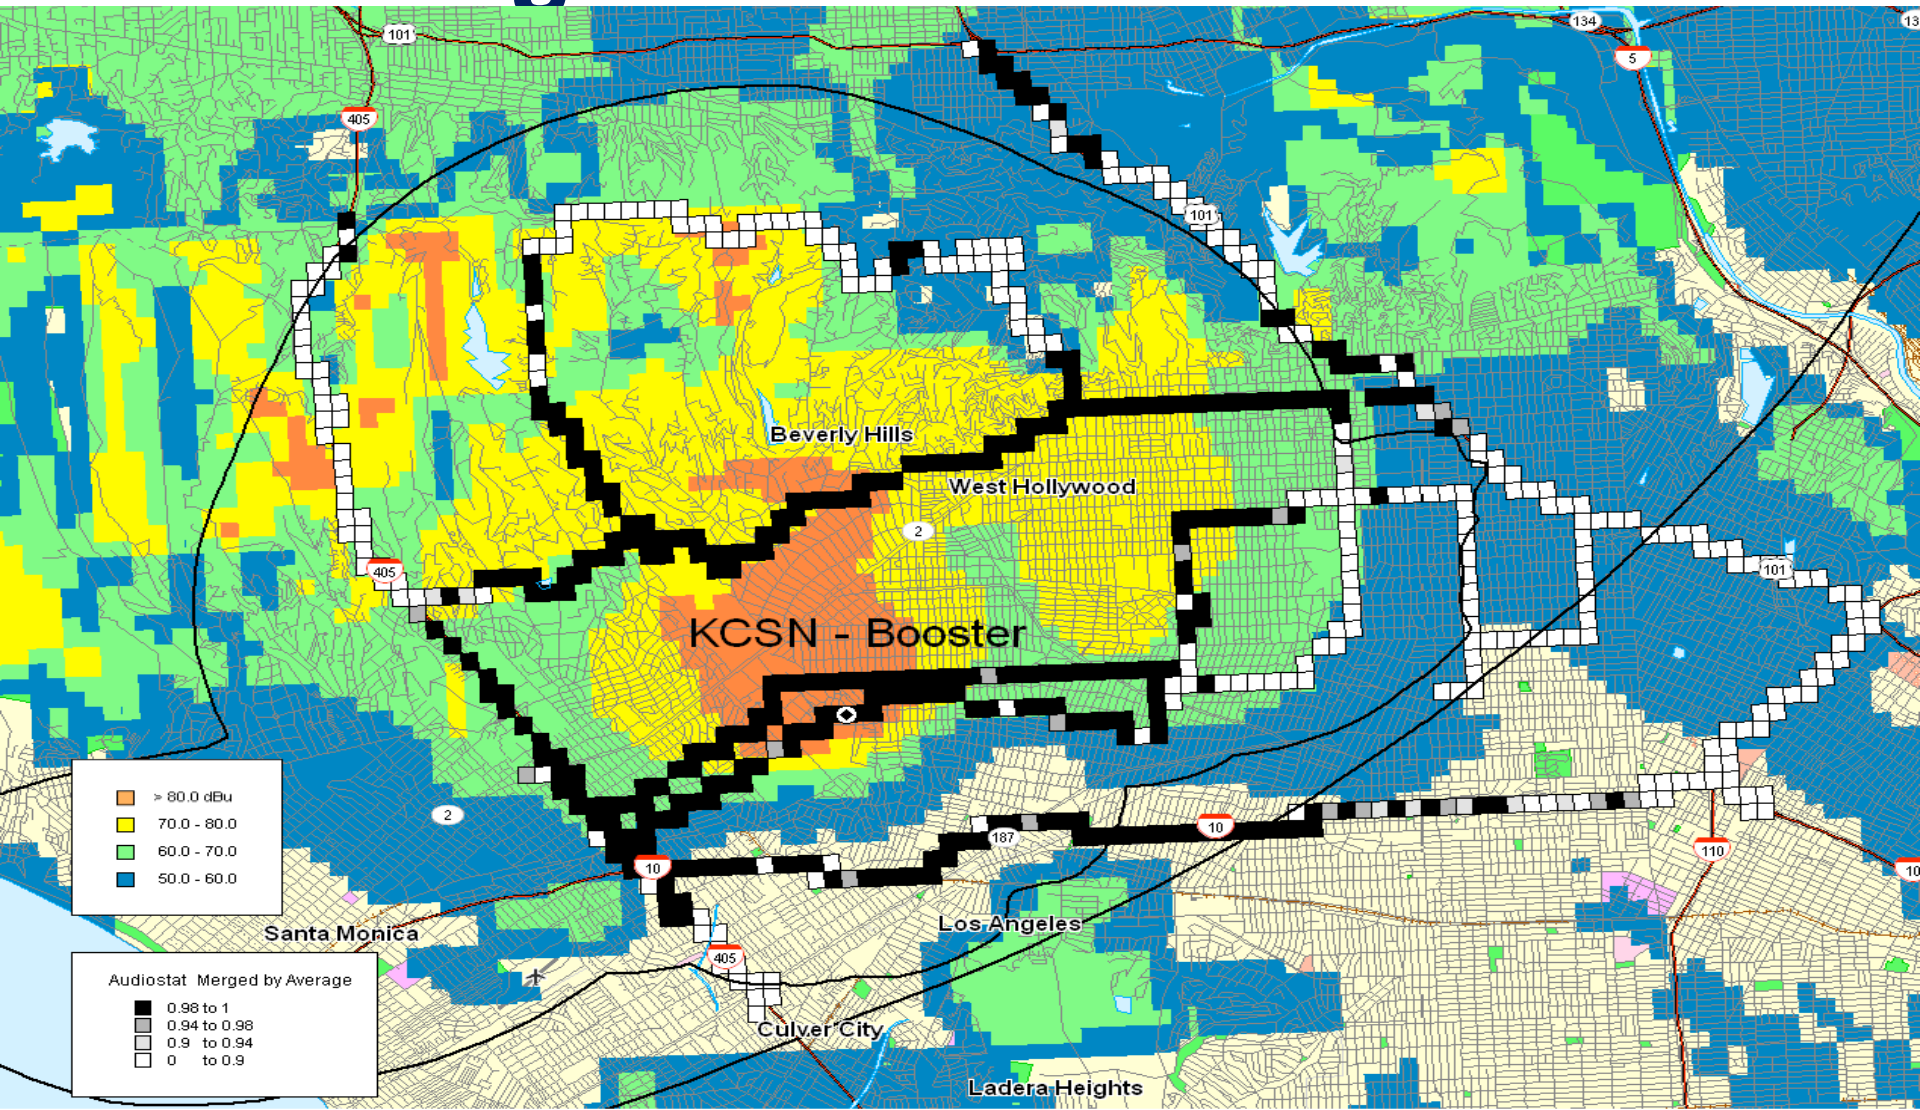 101
134
13
5
405
101
Beverly Hills
West Hollywood
2
405
101
KCSN - Booster
> 80.0 dBu
70.0 - 80.0
60.0 - 70.0
50.0 - 60.0
2
10
187
10
110
10
Santa Monica
Los Angeles
405
Audiostat Merged by Average
0.98 to 1
0.94 to 0.98
0.9 to 0.94
0 to 0.9
Culver City
Ladera Heights